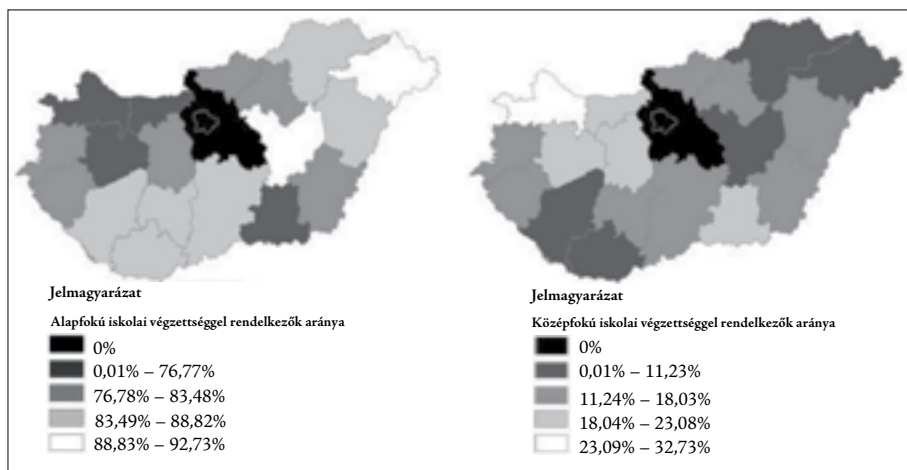 Jelmagyarázat
Alapfokú iskolai végzettséggel rendelkezők aránya
0%
0,01% – 76,77%
76,78% – 83,48%
83,49% – 88,82%
88,83% – 92,73%
Jelmagyarázat
Középfokú iskolai végzettséggel rendelkezők aránya
0%
0,01% – 11,23%
11,24% – 18,03%
18,04% – 23,08%
23,09% – 32,73%